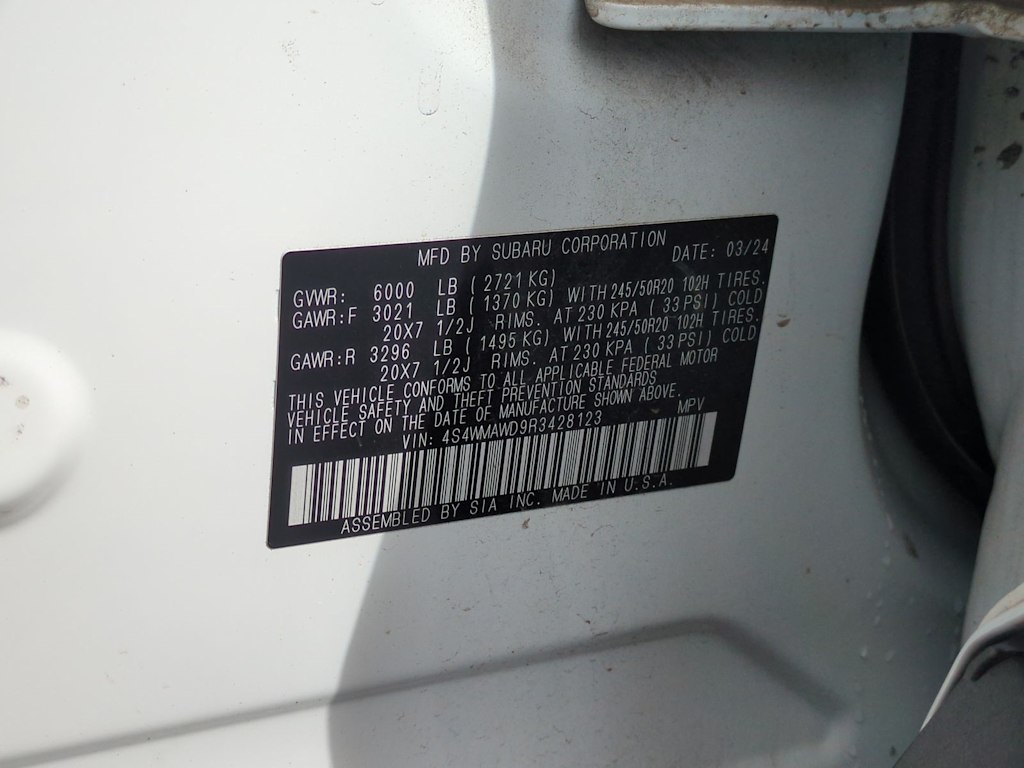 MFD BY SUBARU CORPORATION DATE: 03/24
GVWR: 6000 LB ( 2721 KG)
GAWR:F 3021 LB ( 1370 KG) WITH 245/50R20 102H TIRES.
20X7 1/2J RIMS. AT 230 KPA ( 33 PSI) COLD
GAWR:R 3296 LB ( 1495 KG) WITH 245/50R20 102H TIRES.
20X7 1/2J RIMS. AT 230 KPA ( 33 PSI) COLD
THIS VEHICLE CONFORMS TO ALL APPLICABLE FEDERAL MOTOR
VEHICLE SAFETY AND THEFT PREVENTION STANDARDS
IN EFFECT ON THE DATE OF MANUFACTURE SHOWN ABOVE.
VIN: 4S4WMAWD9R3428123 MPV
ASSEMBLED BY SIA INC. MADE IN U.S.A.